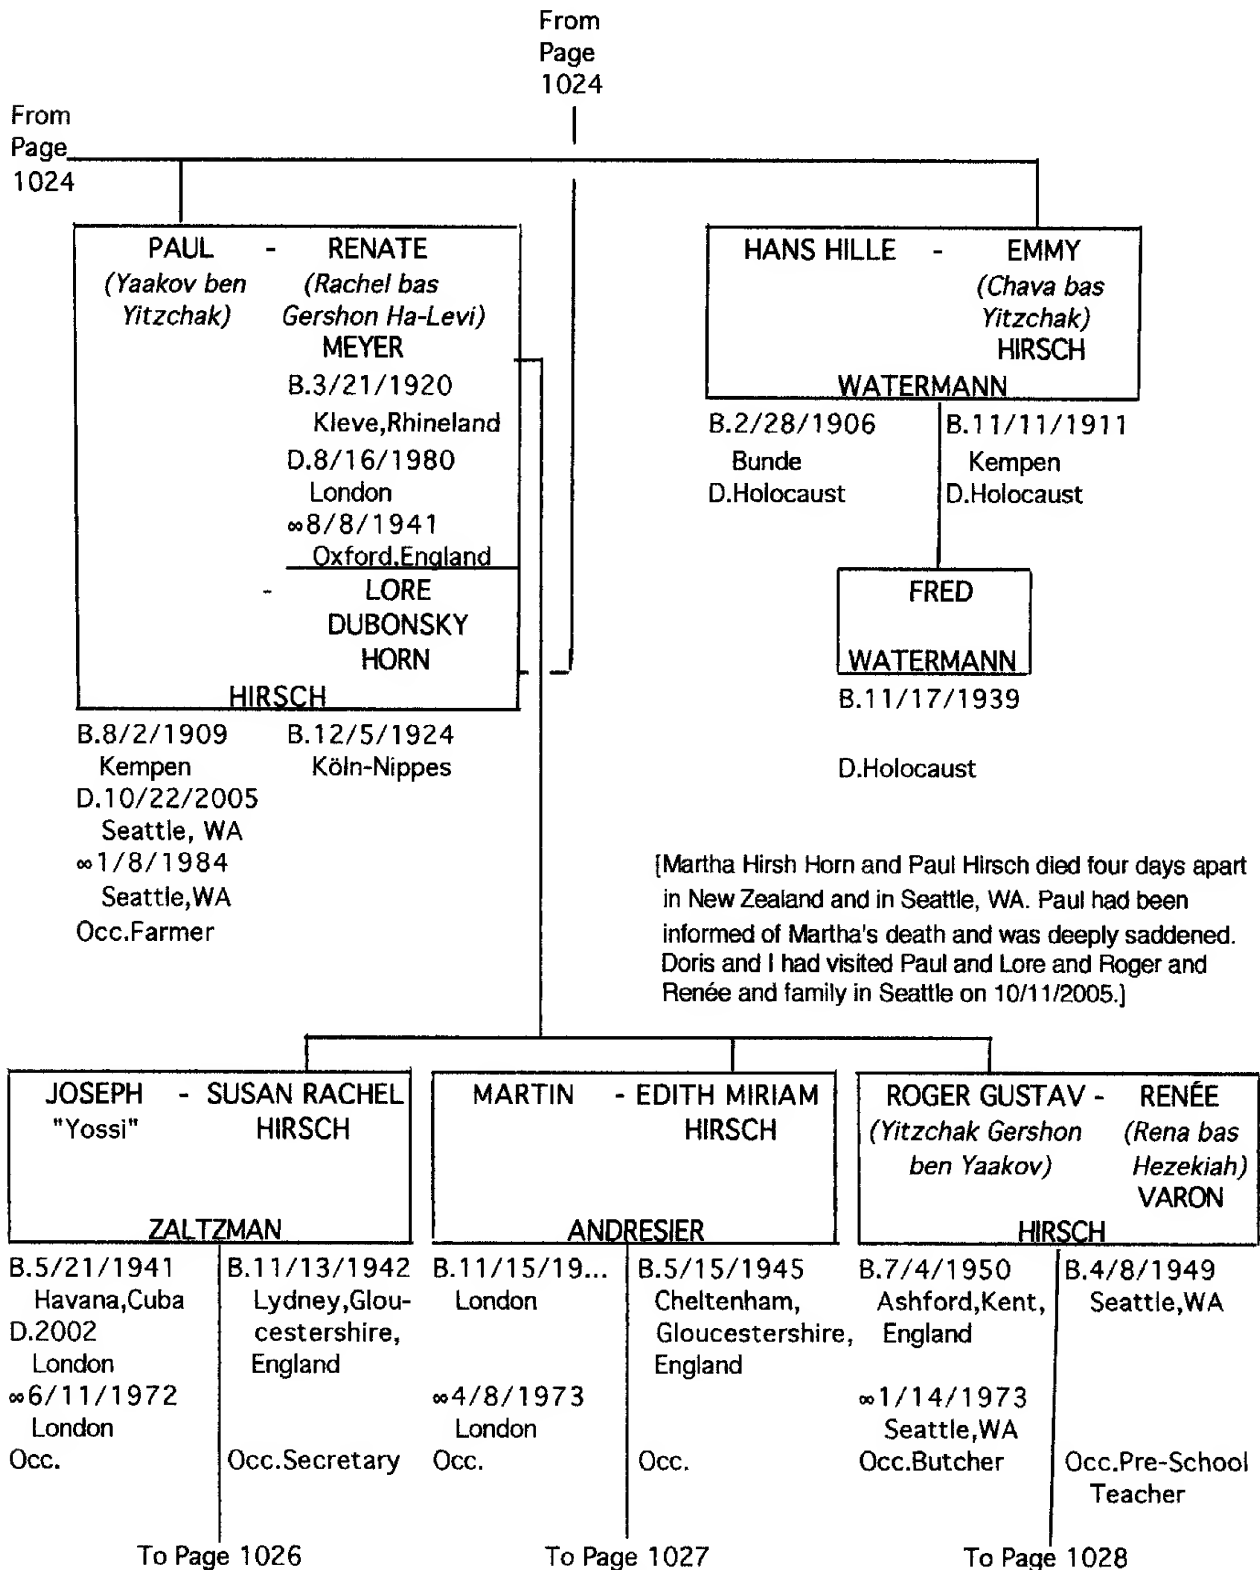 From
Page
1024
From
Page
1024
PAUL - RENATE
(Yaakov ben (Rachel bas
Yitzchak) Gershon Ha-Levi)
MEYER
B.3/21/1920
Kleve,Rhineland
D.8/16/1980
London
∞8/8/1941
Oxford.England
- LORE
DUBONSKY
HORN
HIRSCH
B.8/2/1909 B.12/5/1924
Kempen Köln-Nippes
D.10/22/2005
Seattle, WA
∞1/8/1984
Seattle,WA
Occ.Farmer
HANS HILLE - EMMY
(Chava bas
Yitzchak)
HIRSCH
WATERMANN
B.2/28/1906 B.11/11/1911
Bunde Kempen
D.Holocaust D.Holocaust
FRED
WATERMANN
B.11/17/1939
D.Holocaust
[Martha Hirsh Horn and Paul Hirsch died four days apart
in New Zealand and in Seattle, WA. Paul had been
informed of Martha's death and was deeply saddened.
Doris and I had visited Paul and Lore and Roger and
Renée and family in Seattle on 10/11/2005.]
JOSEPH - SUSAN RACHEL
"Yossi" HIRSCH
ZALTZMAN
B.5/21/1941 B.11/13/1942
Havana,Cuba Lydney,Glou-
D.2002 cestershire,
London England
∞6/11/1972
London
Occ. Occ.Secretary
To Page 1026
MARTIN - EDITH MIRIAM
HIRSCH
ANDRESIER
B.11/15/19... B.5/15/1945
London Cheltenham,
Gloucestershire,
England
∞4/8/1973
London
Occ. Occ.
To Page 1027
ROGER GUSTAV - RENÉE
(Yitzchak Gershon (Rena bas
ben Yaakov) Hezekiah)
VARON
HIRSCH
B.7/4/1950 B.4/8/1949
Ashford,Kent, Seattle,WA
England
∞1/14/1973
Seattle,WA
Occ.Butcher Occ.Pre-School
Teacher
To Page 1028